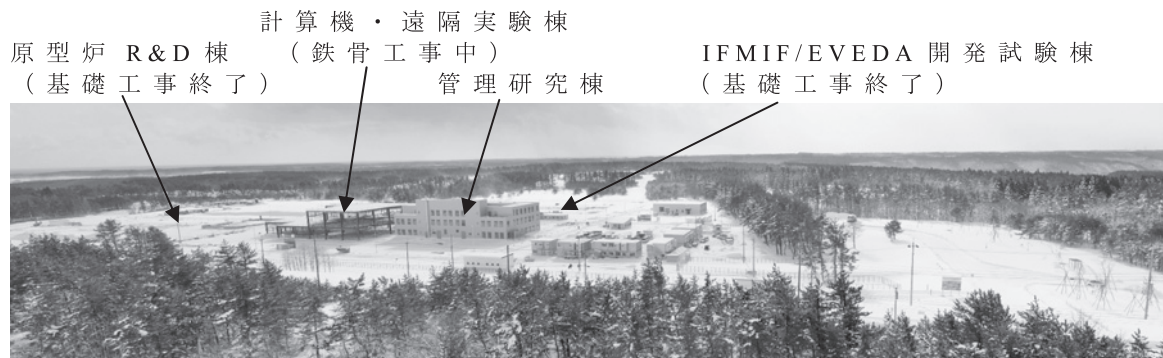 計算機・遠隔実験棟
（鉄骨工事中）
原型炉 R&D 棟
（基礎工事終了）
管理研究棟
IFMIF/EVEDA 開発試験棟
（基礎工事終了）